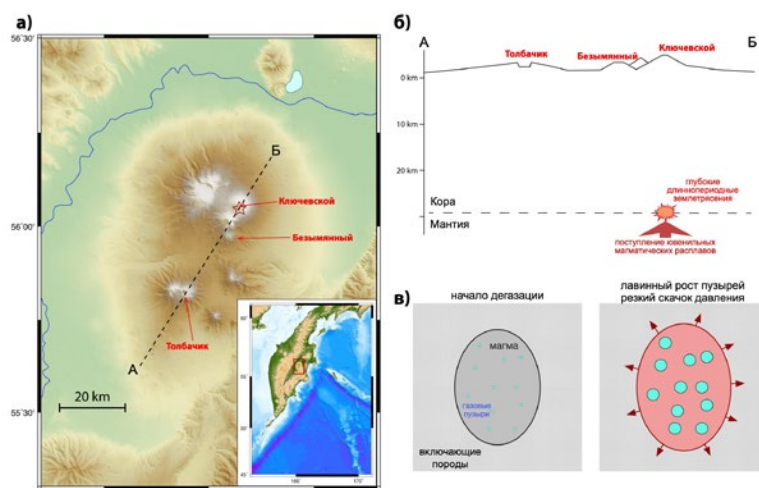 а)
56˚30'
56˚00'
55˚30'
Б
Ключевской
Безымянный
Толбачик
А
20 km
б)
А
Б
Толбачик
Безымянный
Ключевской
0 km
10 km
20 km
глубокие
длиннопериодные
землетрясения
Кора
Мантия
поступление ювенильных
магматических расплавов
в)
начало дегазации
магма
газовые
пузыри
включающие
породы
лавинный рост пузырей
резкий скачок давления